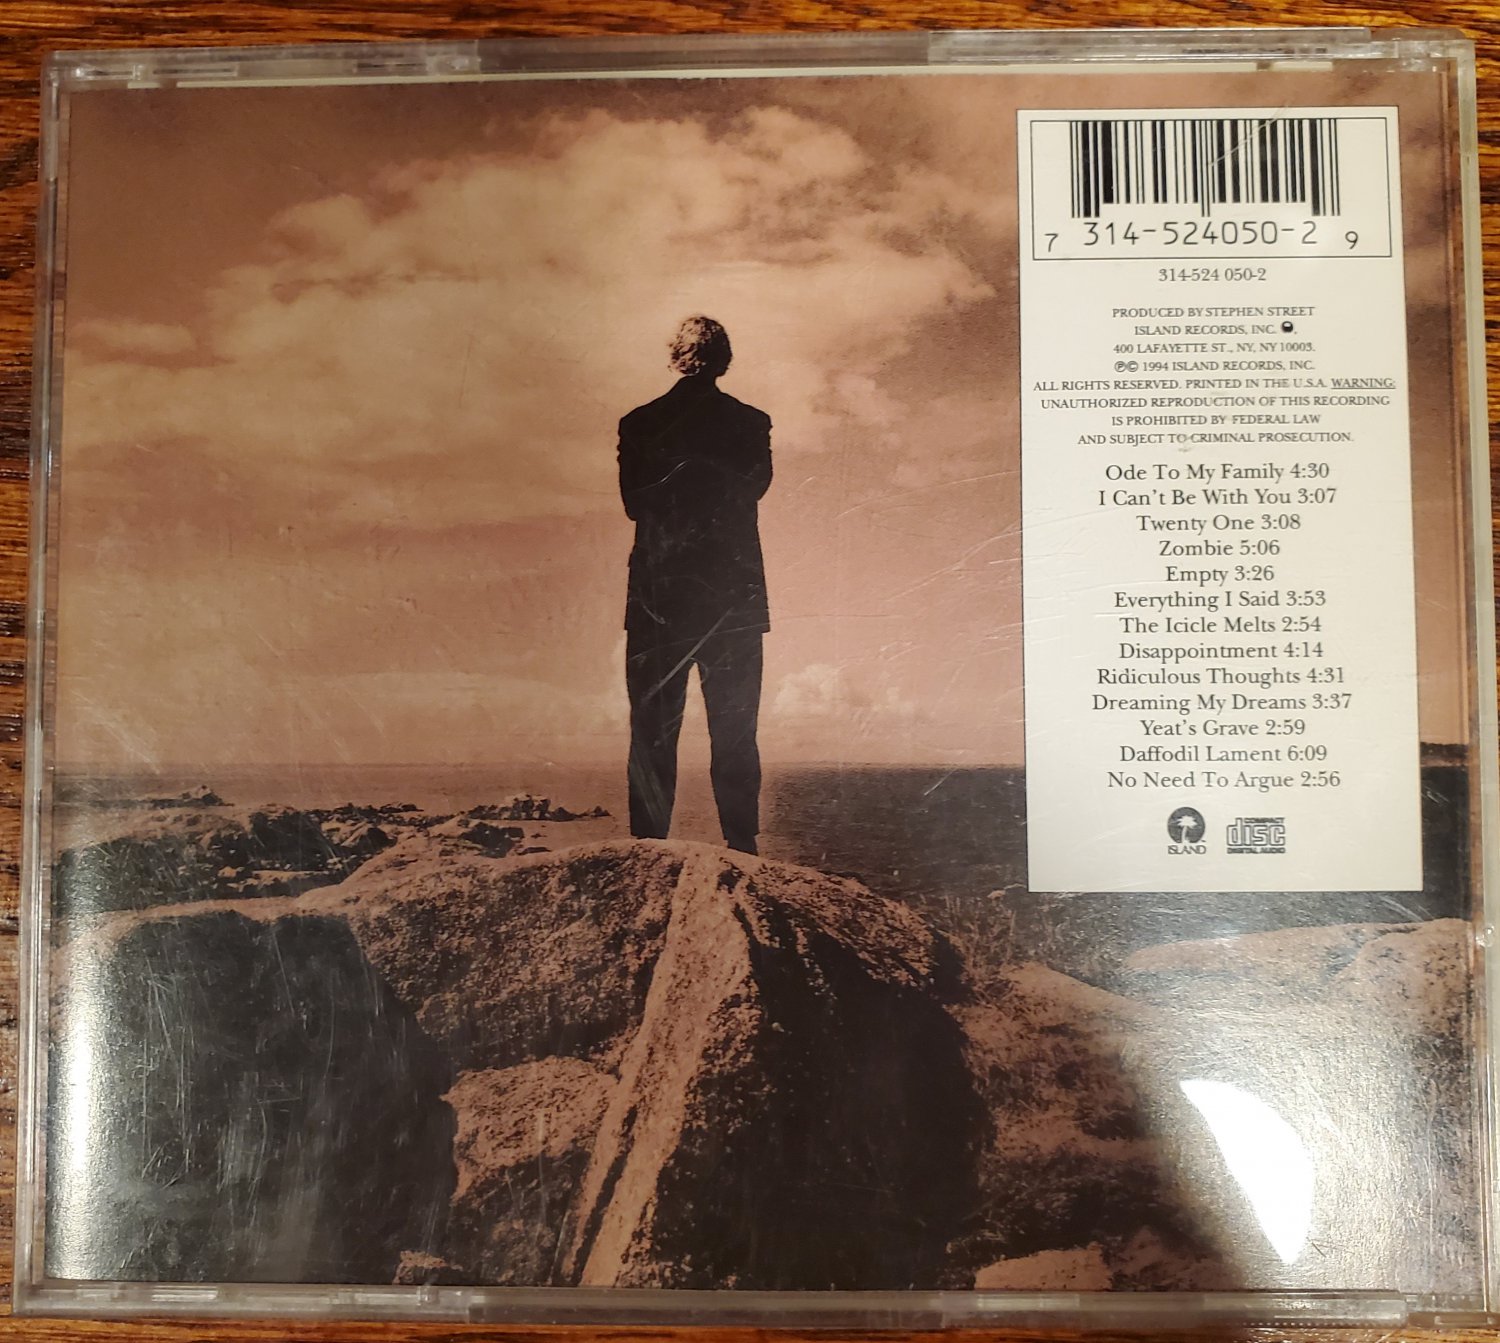 7 314-524050-2 9
314-524 050-2
PRODUCED BY STEPHEN STREET
ISLAND RECORDS, INC.
400 LAFAYETTE ST., NY, NY 10003.
℗© 1994 ISLAND RECORDS, INC.
ALL RIGHTS RESERVED. PRINTED IN THE U.S.A. WARNING:
UNAUTHORIZED REPRODUCTION OF THIS RECORDING
IS PROHIBITED BY FEDERAL LAW
AND SUBJECT TO CRIMINAL PROSECUTION.
Ode To My Family 4:30
I Can't Be With You 3:07
Twenty One 3:08
Zombie 5:06
Empty 3:26
Everything I Said 3:53
The Icicle Melts 2:54
Disappointment 4:14
Ridiculous Thoughts 4:31
Dreaming My Dreams 3:37
Yeat's Grave 2:59
Daffodil Lament 6:09
No Need To Argue 2:56
ISLAND
COMPACT
disc
DIGITAL AUDIO